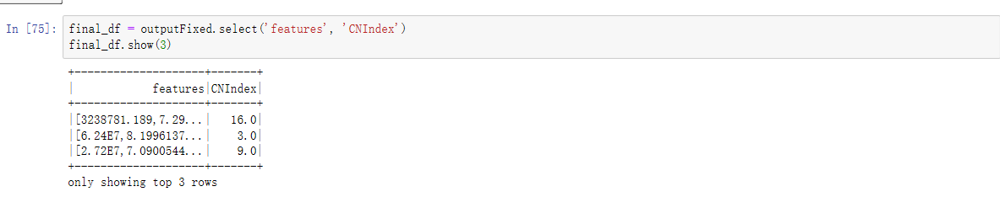 In [75]: final_df = outputFixed.select('features', 'CNIndex')
final_df.show(3)
+--------------------+-------+
|            features|CNIndex|
+--------------------+-------+
|[3238781.189,7.29...|   16.0|
|[6.24E7,8.1996137...|    3.0|
|[2.72E7,7.0900544...|    9.0|
+--------------------+-------+
only showing top 3 rows